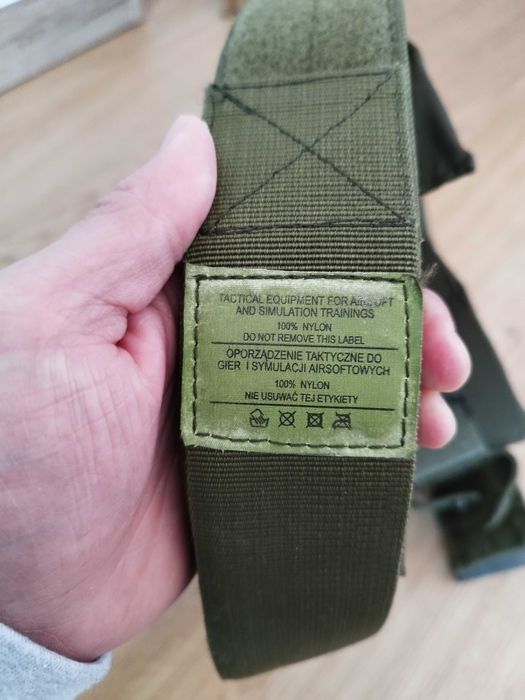 TACTICAL EQUIPMENT FOR AIRSOFT
AND SIMULATION TRAININGS
100% NYLON
DO NOT REMOVE THIS LABEL
OPORZĄDZENIE TAKTYCZNE DO
GIER I SYMULACJI AIRSOFTOWYCH
100% NYLON
NIE USUWAĆ TEJ ETYKIETY